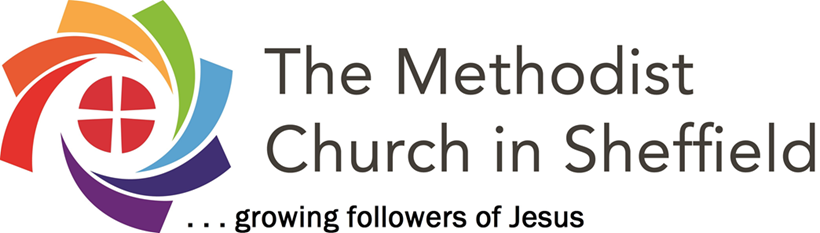 The Methodist
Church in Sheffield
. . . growing followers of Jesus